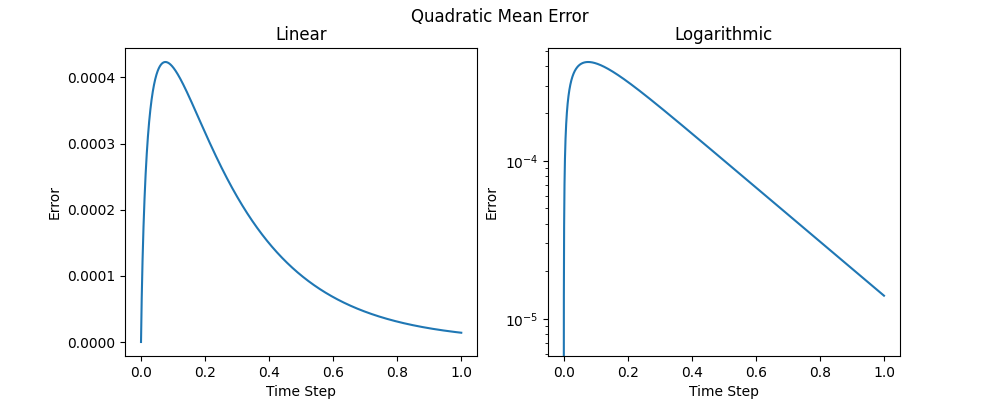 Quadratic Mean Error
Linear
Error
0.0004
0.0003
0.0002
0.0001
0.0000
0.0 0.2 0.4 0.6 0.8 1.0
Time Step
Logarithmic
Error
10⁻⁴
10⁻⁵
0.0 0.2 0.4 0.6 0.8 1.0
Time Step